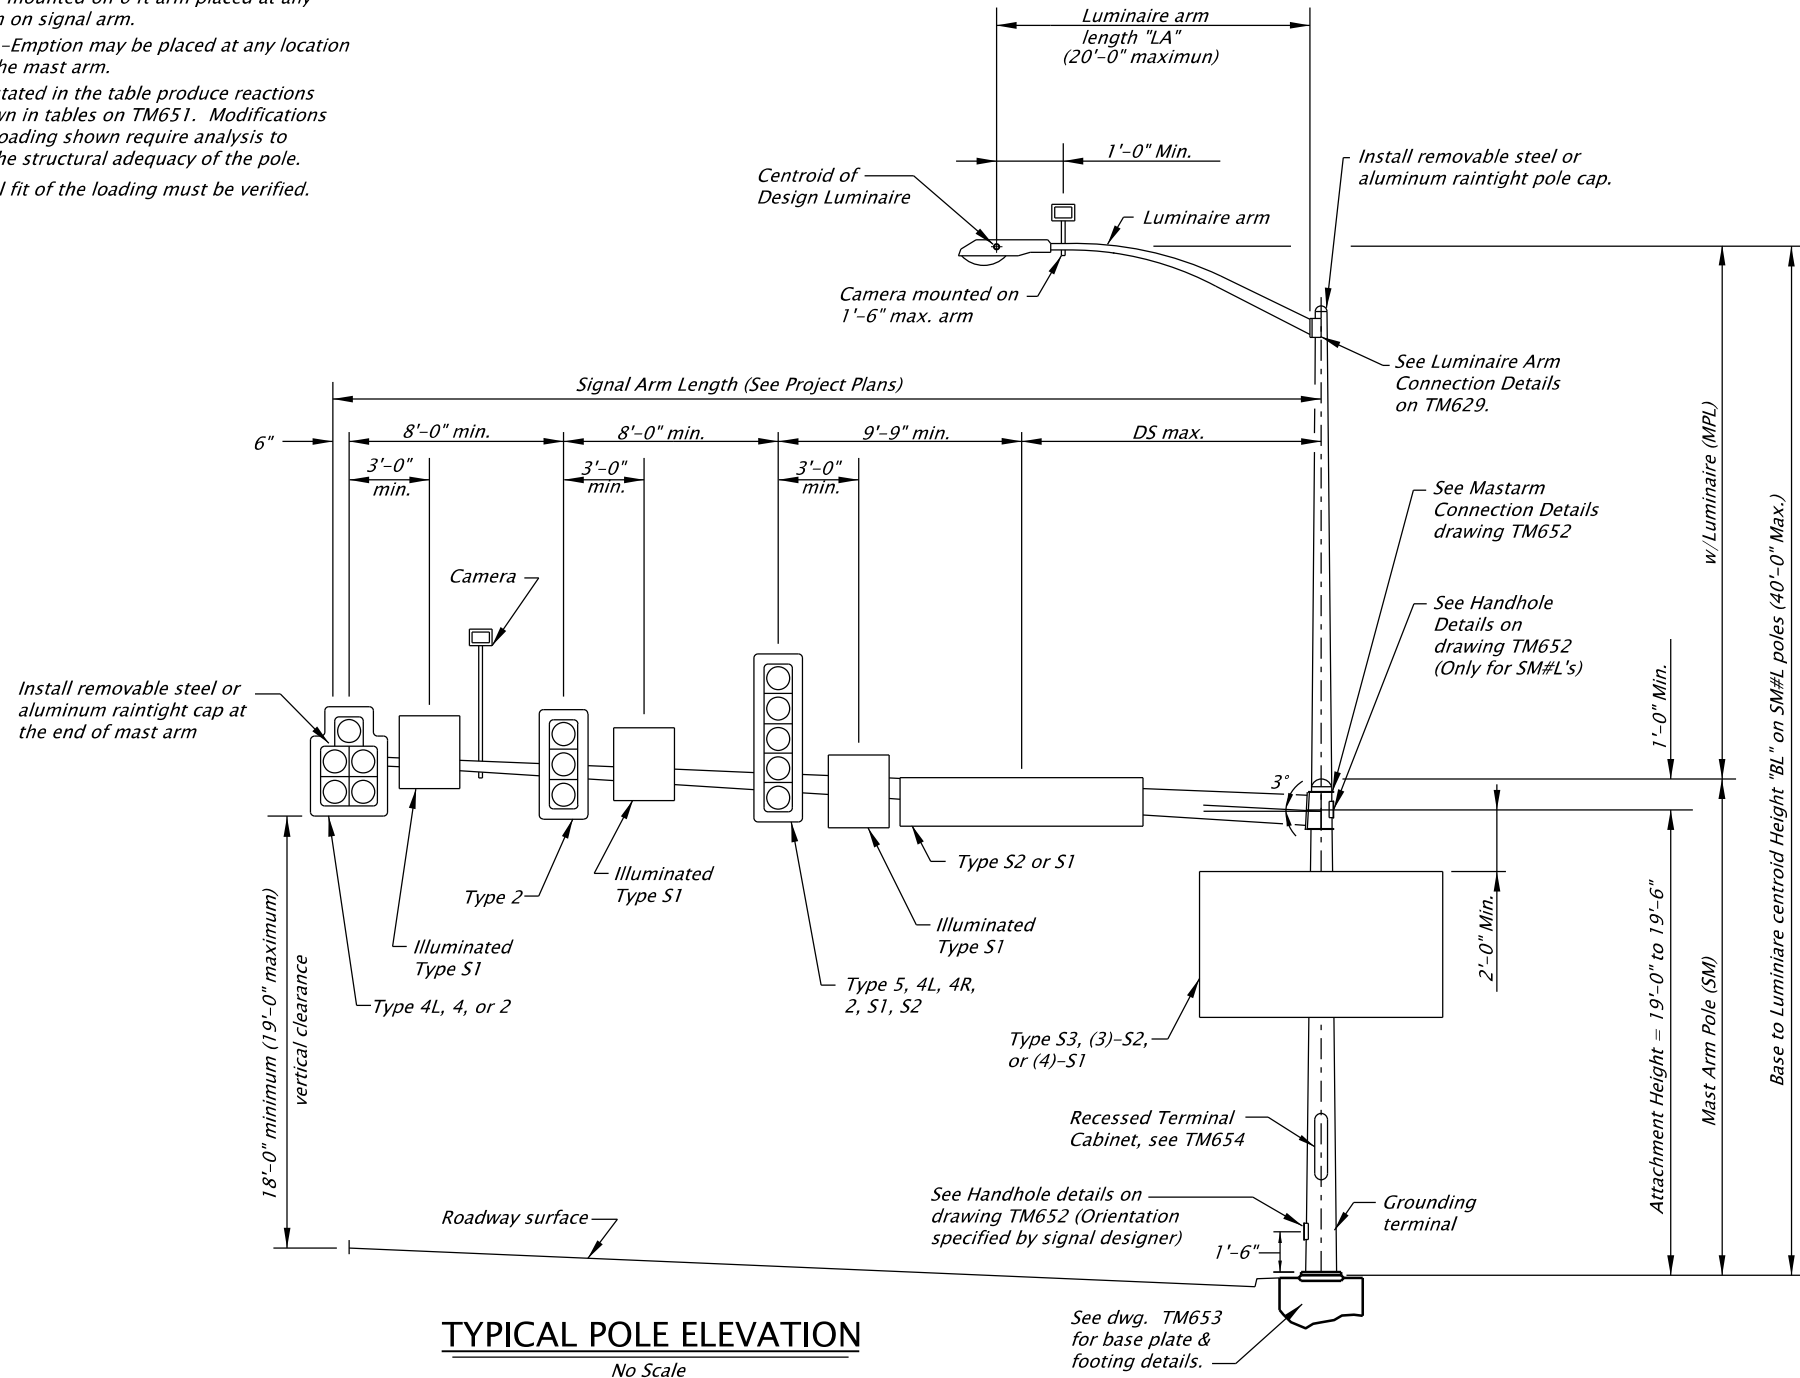 mounted on 6 ft arm placed at any
on signal arm.
-Emption may be placed at any location
he mast arm.
tated in the table produce reactions
wn in tables on TM651. Modifications
oading shown require analysis to
he structural adequacy of the pole.
l fit of the loading must be verified.
Luminaire arm
length "LA"
(20'-0" maximun)
1'-0" Min.
Centroid of
Design Luminaire
Luminaire arm
Install removable steel or
aluminum raintight pole cap.
Camera mounted on
1'-6" max. arm
See Luminaire Arm
Connection Details
on TM629.
Signal Arm Length (See Project Plans)
6"
8'-0" min.
8'-0" min.
9'-9" min.
DS max.
3'-0"
min.
3'-0"
min.
3'-0"
min.
See Mastarm
Connection Details
drawing TM652
See Handhole
Details on
drawing TM652
(Only for SM#L's)
w/Luminaire (MPL)
Base to Luminiare centroid Height "BL" on SM#L poles (40'-0" Max.)
1'-0" Min.
Camera
Install removable steel or
aluminum raintight cap at
the end of mast arm
3°
Type S2 or S1
Illuminated
Type S1
Type 2
Illuminated
Type S1
Illuminated
Type S1
Type 4L, 4, or 2
Type 5, 4L, 4R,
2, S1, S2
2'-0" Min.
Attachment Height = 19'-0" to 19'-6"
Mast Arm Pole (SM)
18'-0" minimum (19'-0" maximum)
vertical clearance
Type S3, (3)-S2,
or (4)-S1
Recessed Terminal
Cabinet, see TM654
See Handhole details on
drawing TM652 (Orientation
specified by signal designer)
Grounding
terminal
1'-6"
Roadway surface
See dwg. TM653
for base plate &
footing details.
TYPICAL POLE ELEVATION
No Scale